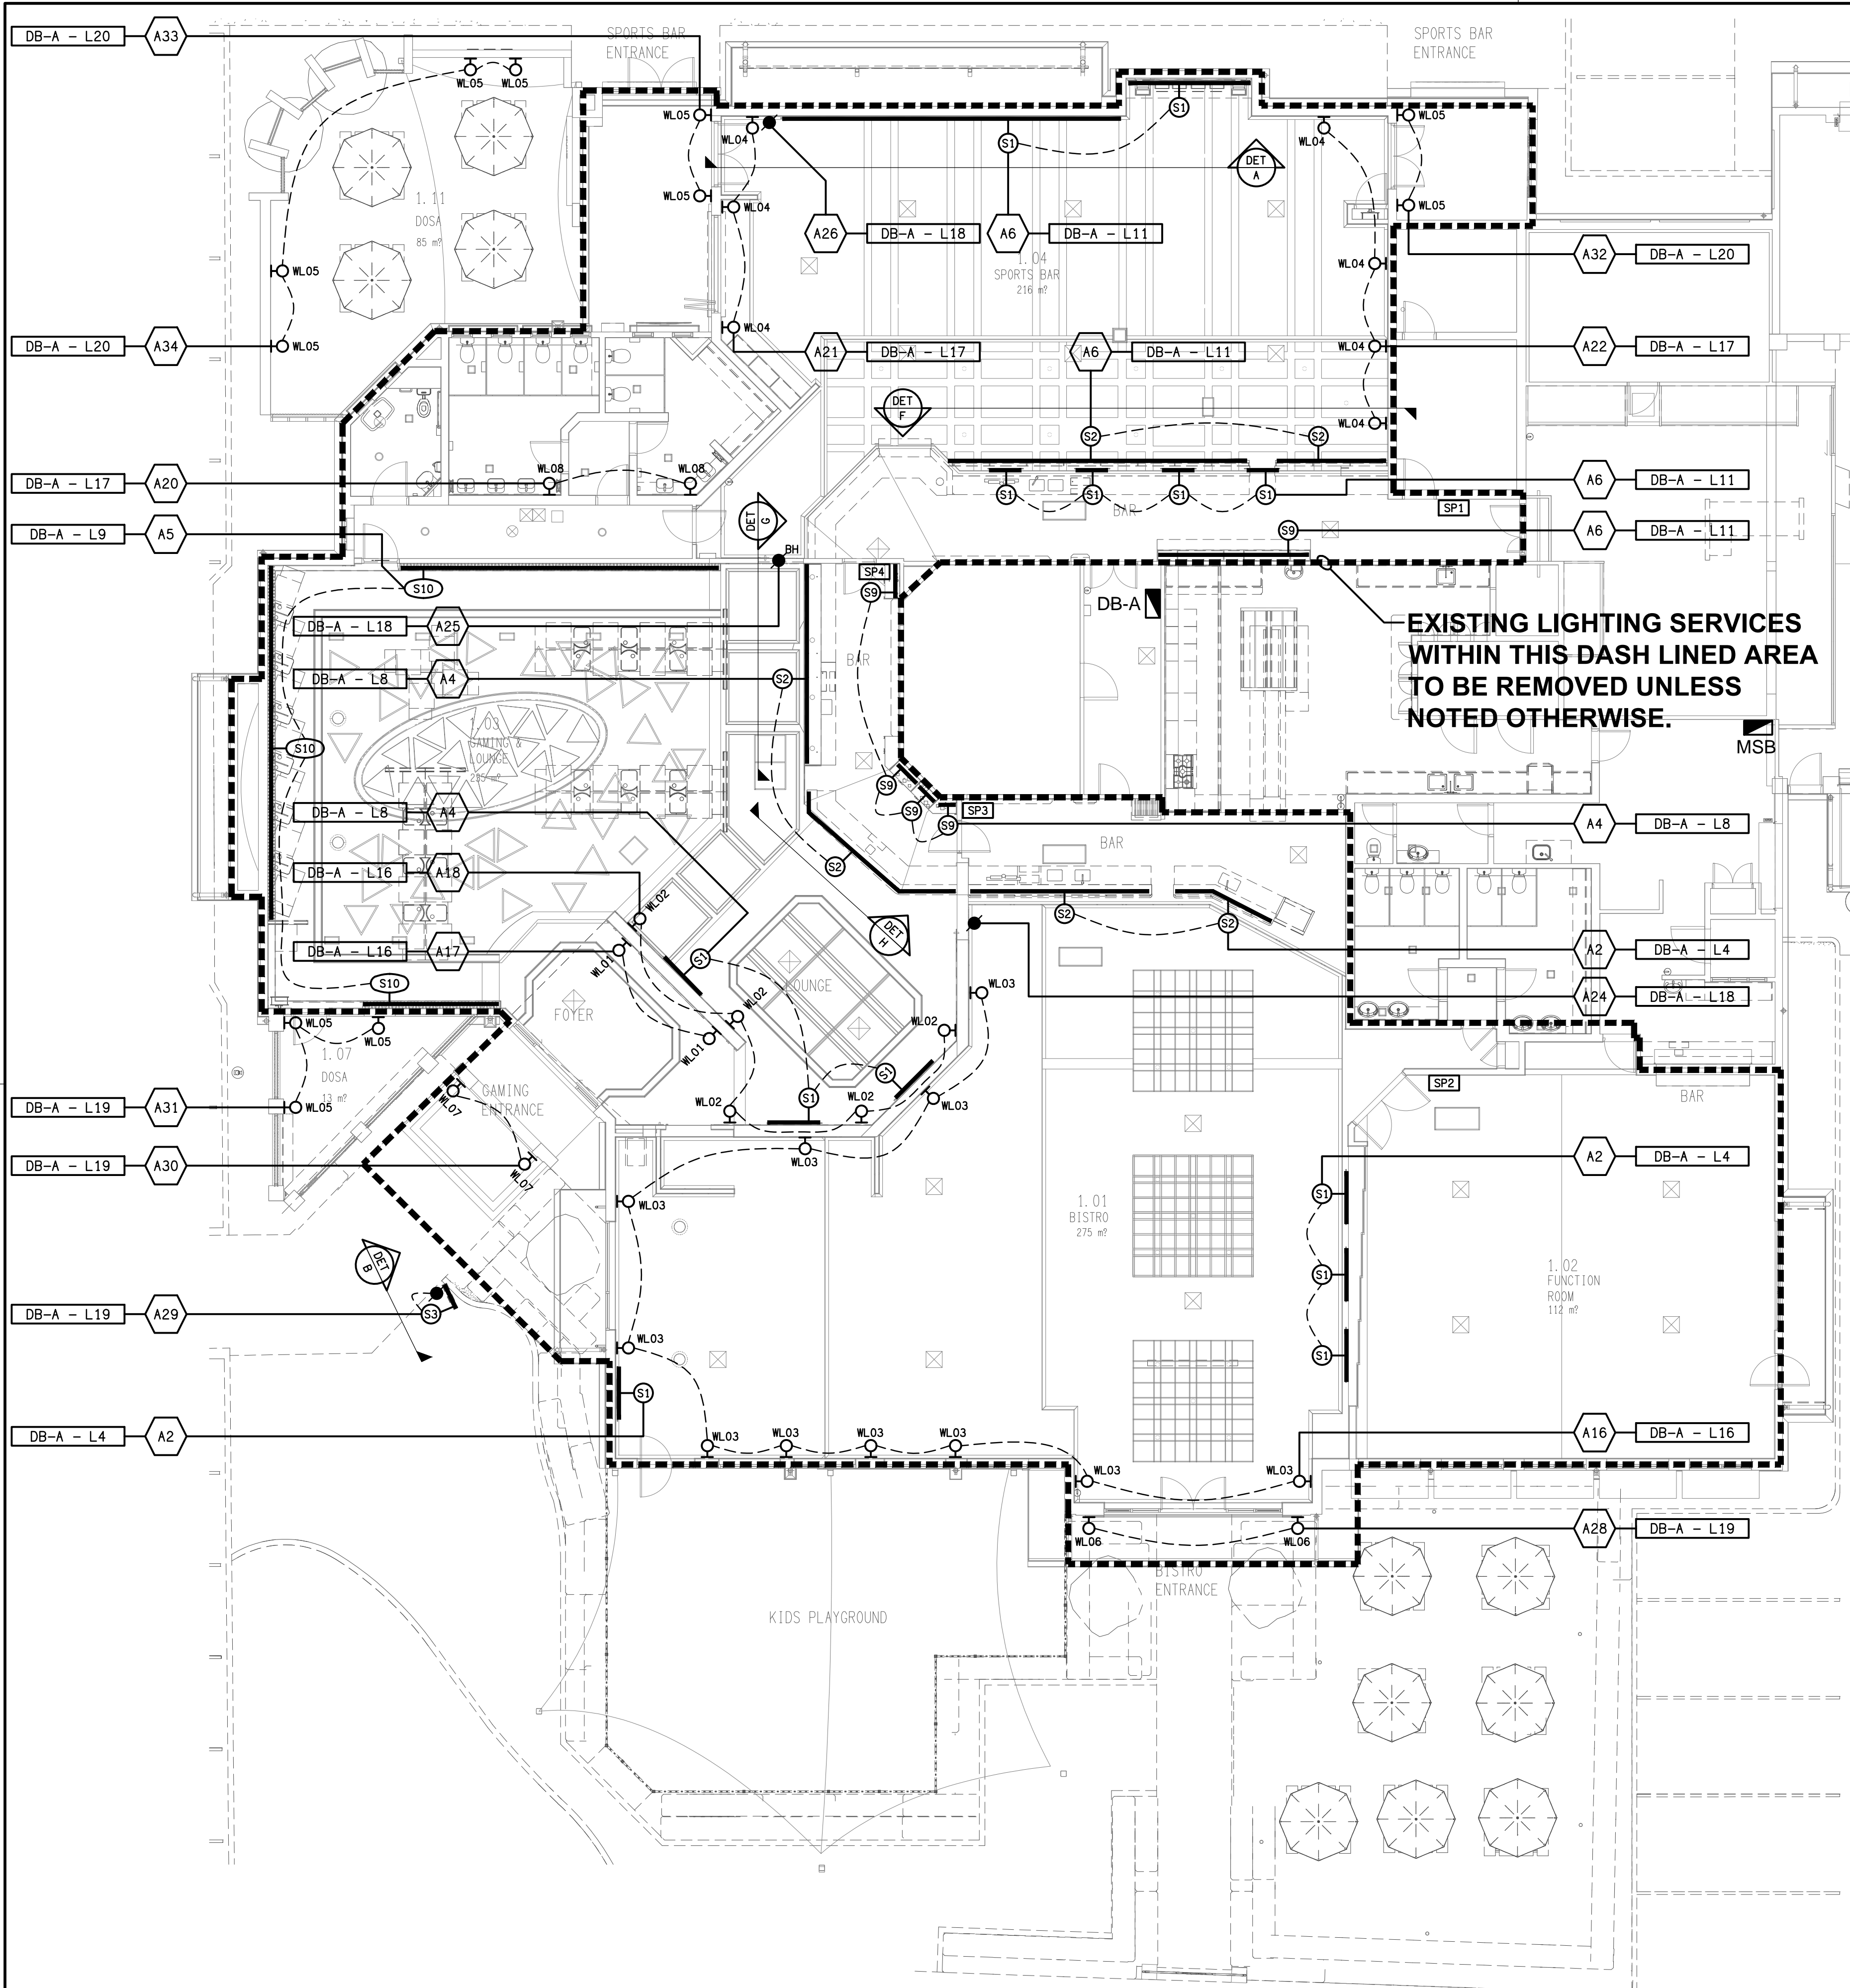 SPORTS BAR
ENTRANCE
SPORTS BAR
ENTRANCE
DB-A - L20
A33
WL05
WL05
WL05
WL04
S1
S1
WL04
WL05
DET
A
WL05
WL04
WL05
1.11
DOSA
85 m?
A26
DB-A - L18
A6
DB-A - L11
1.04
SPORTS BAR
216 m?
A32
DB-A - L20
WL05
WL04
DB-A - L20
A34
WL05
WL04
A21
DB-A - L17
A6
DB-A - L11
WL04
A22
DB-A - L17
DET
F
WL04
S2
S2
DB-A - L17
A20
WL08
WL08
S1
S1
S1
S1
A6
DB-A - L11
BAR
SP1
DET
G
DB-A - L9
A5
S9
A6
DB-A - L11
BH
S10
SP4
S9
DB-A
EXISTING LIGHTING SERVICES
WITHIN THIS DASH LINED AREA
TO BE REMOVED UNLESS
NOTED OTHERWISE.
DB-A - L18
A25
BAR
DB-A - L8
A4
S2
1.03
GAMING &
LOUNGE
S10
MSB
S9
S9
SP3
S9
DB-A - L8
A4
A4
DB-A - L8
BAR
S2
DB-A - L16
A18
WL02
S2
S2
DET
H
DB-A - L16
A17
WL01
S1
A2
DB-A - L4
S10
LOUNGE
WL03
A24
DB-A - L18
FOYER
WL02
WL05
WL05
WL01
WL02
1.07
DOSA
13 m?
S1
SP2
GAMING
ENTRANCE
WL07
BAR
DB-A - L19
A31
WL05
WL02
S1
WL02
WL03
DB-A - L19
A30
WL07
WL03
A2
DB-A - L4
WL03
S1
1.01
BISTRO
275 m?
DET
B
S1
1.02
FUNCTION
ROOM
112 m?
DB-A - L19
A29
S3
WL03
S1
S1
DB-A - L4
A2
WL03
WL03
WL03
WL03
A16
DB-A - L16
WL03
WL03
WL06
WL06
A28
DB-A - L19
BISTRO
ENTRANCE
KIDS PLAYGROUND